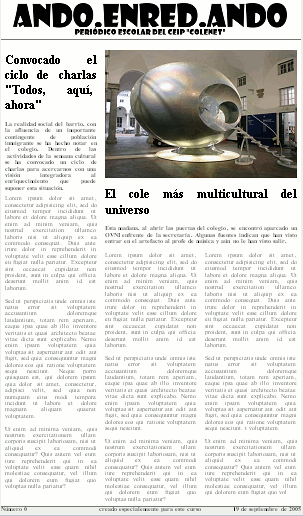 ANDO.ENRED.ANDO
PERIÓDICO ESCOLAR DEL CEIP "COLENET"
Convocado el
ciclo de charlas
"Todos, aquí,
ahora"
La realidad social del barrio, con
la afluencia de un importante
contingente de población
inmigrante se ha hecho notar en
el colegio. Dentro de las
actividades de la semana cultural
se ha convocado un ciclo de
charlas para acercarnos con una
visión integradora al
enriquecimiento que puede
suponer esta situación.
Lorem ipsum dolor sit amet,
consectetur adipiscing elit, sed do
eiusmod tempor incididunt ut
labore et dolore magna aliqua. Ut
enim ad minim veniam, quis
nostrud exercitation ullamco
laboris nisi ut aliquip ex ea
commodo consequat. Duis aute
irure dolor in reprehenderit in
voluptate velit esse cillum dolore
eu fugiat nulla pariatur. Excepteur
sint occaecat cupidatat non
proident, sunt in culpa qui officia
deserunt mollit anim id est
laborum.
Sed ut perspiciatis unde omnis iste
natus error sit voluptatem
accusantium doloremque
laudantium, totam rem aperiam,
eaque ipsa quae ab illo inventore
veritatis et quasi architecto beatae
vitae dicta sunt explicabo. Nemo
enim ipsam voluptatem quia
voluptas sit aspernatur aut odit aut
fugit, sed quia consequuntur magni
dolores eos qui ratione voluptatem
sequi nesciunt. Neque porro
quisquam est, qui dolorem ipsum
quia dolor sit amet, consectetur,
adipisci velit, sed quia non
numquam eius modi tempora
incidunt ut labore et dolore
magnam aliquam quaerat
voluptatem.
Ut enim ad minima veniam, quis
nostrum exercitationem ullam
corporis suscipit laboriosam, nisi ut
aliquid ex ea commodi
consequatur? Quis autem vel eum
iure reprehenderit qui in ea
voluptate velit esse quam nihil
molestiae consequatur, vel illum
qui dolorem eum fugiat quo
voluptas nulla pariatur?
El cole más multicultural del
universo
Esta mañana, al abrir las puertas del colegio, se encontró aparcado un
OVNI enfrente de la secretaría. Algunas fuentes indican que han visto
entrar en el artefacto al profe de música y aún no le han visto salir.
Lorem ipsum dolor sit amet,
consectetur adipiscing elit, sed do
eiusmod tempor incididunt ut
labore et dolore magna aliqua. Ut
enim ad minim veniam, quis
nostrud exercitation ullamco
laboris nisi ut aliquip ex ea
commodo consequat. Duis aute
irure dolor in reprehenderit in
voluptate velit esse cillum dolore
eu fugiat nulla pariatur. Excepteur
sint occaecat cupidatat non
proident, sunt in culpa qui officia
deserunt mollit anim id est
laborum.
Sed ut perspiciatis unde omnis iste
natus error sit voluptatem
accusantium doloremque
laudantium, totam rem aperiam,
eaque ipsa quae ab illo inventore
veritatis et quasi architecto beatae
vitae dicta sunt explicabo. Nemo
enim ipsam voluptatem quia
voluptas sit aspernatur aut odit aut
fugit, sed quia consequuntur magni
dolores eos qui ratione voluptatem
sequi nesciunt.
Ut enim ad minima veniam, quis
nostrum exercitationem ullam
corporis suscipit laboriosam, nisi ut
aliquid ex ea commodi
consequatur? Quis autem vel eum
iure reprehenderit qui in ea
voluptate velit esse quam nihil
molestiae consequatur, vel illum
qui dolorem eum fugiat quo
voluptas nulla pariatur?
Lorem ipsum dolor sit amet,
consectetur adipiscing elit, sed do
eiusmod tempor incididunt ut
labore et dolore magna aliqua. Ut
enim ad minim veniam, quis
nostrud exercitation ullamco
laboris nisi ut aliquip ex ea
commodo consequat. Duis aute
irure dolor in reprehenderit in
voluptate velit esse cillum dolore
eu fugiat nulla pariatur. Excepteur
sint occaecat cupidatat non
proident, sunt in culpa qui officia
deserunt mollit anim id est
laborum.
Sed ut perspiciatis unde omnis iste
natus error sit voluptatem
accusantium doloremque
laudantium, totam rem aperiam,
eaque ipsa quae ab illo inventore
veritatis et quasi architecto beatae
vitae dicta sunt explicabo. Nemo
enim ipsam voluptatem quia
voluptas sit aspernatur aut odit aut
fugit, sed quia consequuntur magni
dolores eos qui ratione voluptatem
sequi nesciunt.
Ut enim ad minima veniam, quis
nostrum exercitationem ullam
corporis suscipit laboriosam, nisi ut
aliquid ex ea commodi
consequatur? Quis autem vel eum
iure reprehenderit qui in ea
voluptate velit esse quam nihil
molestiae consequatur, vel illum
qui dolorem eum fugiat quo vel
Número 0 creado especialmente para este curso 19 de septiembre de 2005